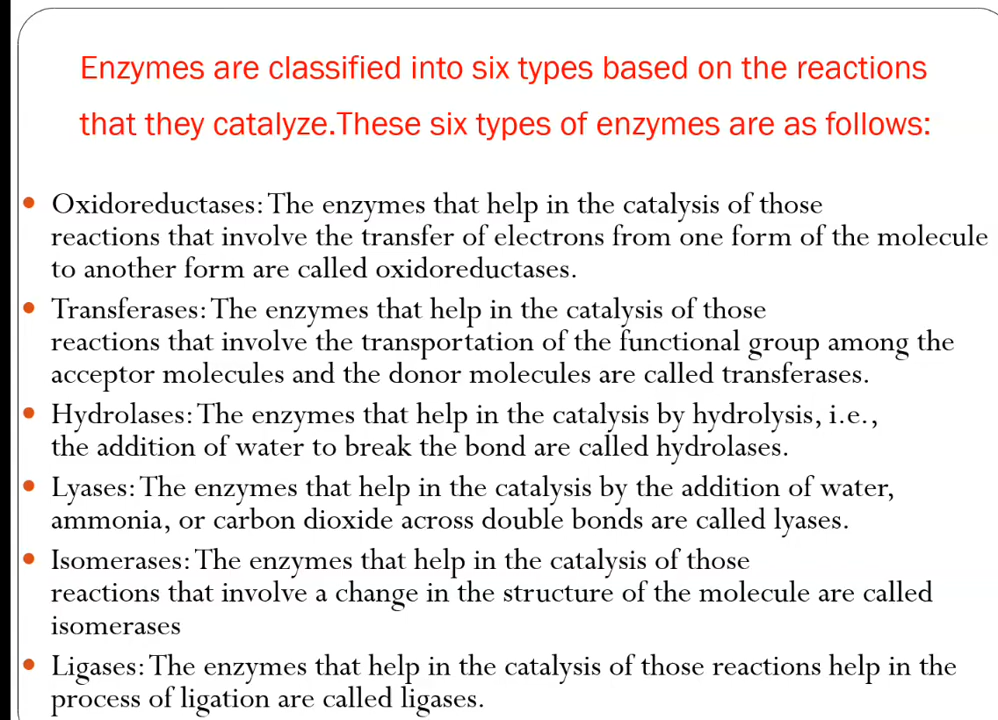 Enzymes are classified into six types based on the reactions
that they catalyze.These six types of enzymes are as follows:
• Oxidoreductases: The enzymes that help in the catalysis of those
reactions that involve the transfer of electrons from one form of the molecule
to another form are called oxidoreductases.
• Transferases: The enzymes that help in the catalysis of those
reactions that involve the transportation of the functional group among the
acceptor molecules and the donor molecules are called transferases.
• Hydrolases: The enzymes that help in the catalysis by hydrolysis, i.e.,
the addition of water to break the bond are called hydrolases.
• Lyases: The enzymes that help in the catalysis by the addition of water,
ammonia, or carbon dioxide across double bonds are called lyases.
• Isomerases: The enzymes that help in the catalysis of those
reactions that involve a change in the structure of the molecule are called
isomerases
• Ligases: The enzymes that help in the catalysis of those reactions help in the
process of ligation are called ligases.